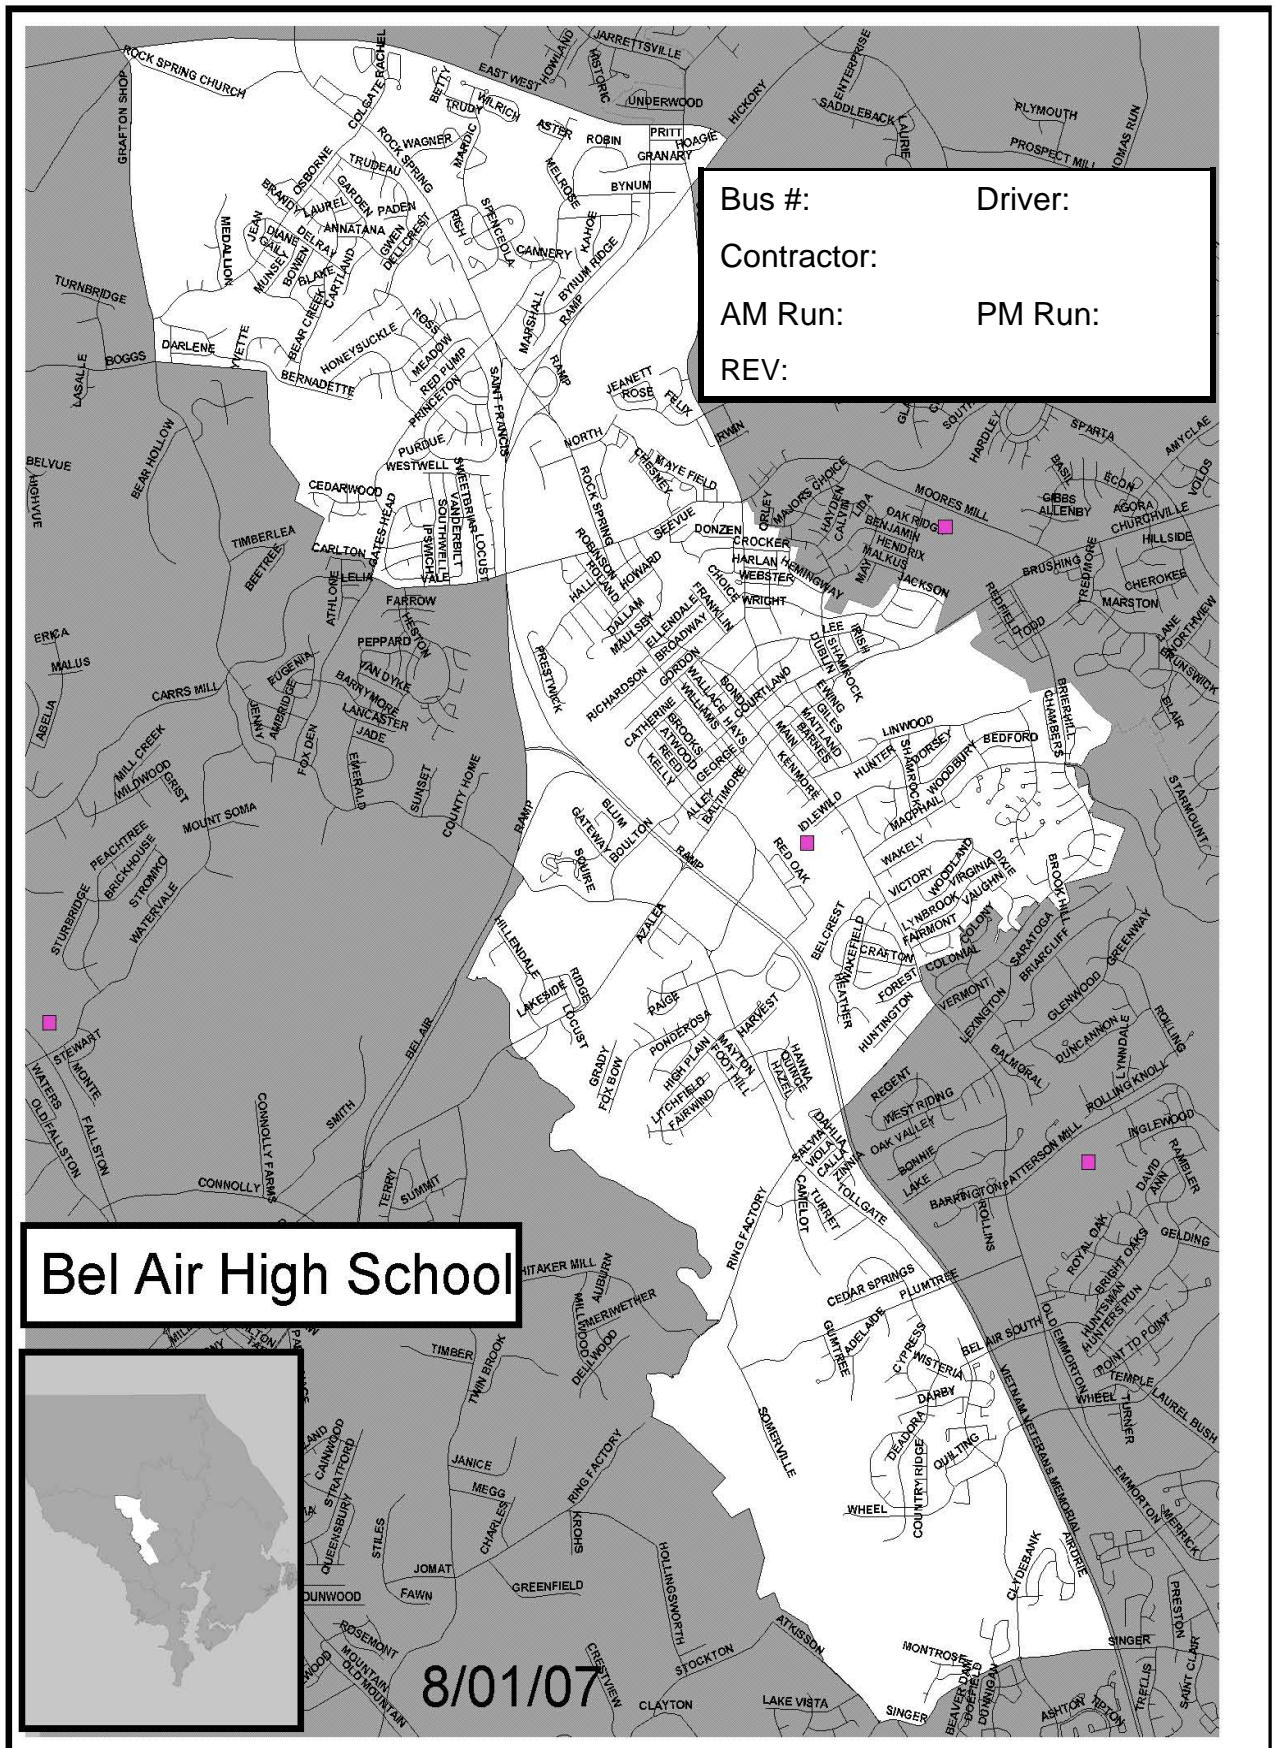 ROCK SPRING CHURCH
GRAFTON SHOP
COLGATE
RACHEL
BETTY
TRUDY
WILRICH
EAST WEST
HOWLAND
HISTORIC
JARRETTSVILLE
UNDERWOOD
HICKORY
ENTERPRISE
SADDLEBACK
LAURIE
PLYMOUTH
PROSPECT MILL
ASTER
ROBIN
PRITT
HOAGIE
GRANARY
ROCK SPRING
WAGNER
MARDIC
TRUDEAU
OSBORNE
BRANDY
GARDEN
LAUREL
PADEN
MELROSE
BYNUM
Bus #: Driver:
Contractor:
AM Run: PM Run:
REV:
MEDALLION
JEAN
DIANE
GAIL
MUNSEY
DELRAY
BOWEN
BLAKE
ANNATANA
GWEN
DELLCREST
CARTLAND
BEAR CREEK
RICH
SPENCEOLA
CANNERY
KAHOE
BYNUM RIDGE
RAMP
MARSHALL
TURNBRIDGE
LASALLE
BOGGS
DARLENE
YVETTE
HONEYSUCKLE
BERNADETTE
ROSS
MEADOW
RED PUMP
PRINCETON
SAINT FRANCIS
RAMP
JEANETT
ROSE
FELIX
IRWIN
HARDLEY
SPARTA
AMYCLAE
VOLOS
BASIL
ECON
GIBBS
ALLENBY
AGORA
CHURCHVILLE
HILLSIDE
BELVUE
HIGHVUE
BEAR HOLLOW
PURDUE
WESTWELL
CEDARWOOD
GATES HEAD
SWEETBRIAR
VANDERBILT
SOUTHWELL
IPSWICH
LOCUST
VALE
NORTH
CHESNEY
MAYE FIELD
ROCK SPRING
SEEVUE
DONZEN
ORLEY
MAJORS CHOICE
HAYDEN
CALVIN
LIDA
MOORES MILL
OAK RIDG
BENJAMIN
HENDRIX
MALKUS
JACKSON
CROCKER
HARLAN
WEBSTER
HEMINGWAY
WRIGHT
CHOICE
TIMBERLEA
BEETREE
CARLTON
LELIA
ATHLONE
FARROW
HESTON
PEPPARD
VAN DYKE
BARRYMORE
LANCASTER
JADE
EUGENIA
AMBRIDGE
JENNY
FOX DEN
EMERALD
SUNSET
COUNTY HOME
ROBINSON
ROLAND
HALL
HOWARD
DALLAM
MAULSBY
ELLENDALE
BROADWAY
FRANKLIN
GORDON
RICHARDSON
PRESTWICK
BRUSHING
TREDMORE
CHEROKEE
MARSTON
REDFIELD
TODD
LANE
NORTHVIEW
BRUNSWICK
BLAIR
STARMOUNT
LEE
IRISH
DUBLIN
SHAMROCK
ERICA
MALUS
ABELIA
CARRS MILL
MILL CREEK
WILDWOOD
GRIST
MOUNT SOMA
PEACHTREE
BRICKHOUSE
STROMKO
WATERVALE
STURBRIDGE
WALLACE
WILLIAMS
HAYS
BOND
COURTLAND
CATHERINE
BROOKS
ATWOOD
REED
KELLY
GEORGE
ALLEY
BALTIMORE
EWING
GILES
MAITLAND
BARNES
MAIN
KENMORE
LINWOOD
HUNTER
SHAMROCK
DORSEY
WOODBURY
BEDFORD
BRIERHILL
CHAMBERS
MACPHAIL
IDLEWILD
RED OAK
RAMP
BLUM
GATEWAY
BOULTON
SQUIRE
RAMP
WAKELY
VICTORY
WOODLAND
VIRGINIA
DIXIE
VAUGHN
LYNBROOK
FAIRMONT
COLONY
COLONIAL
BROOK HILL
SARATOGA
BRIARCLIFF
GREENWAY
HILLENDALE
LAKESIDE
RIDGE
LOCUST
AZALEA
BELCREST
WAKEFIELD
CRAFTON
HEATHER
FOREST
HUNTINGTON
VERMONT
LEXINGTON
GLENWOOD
DUNCANNON
LYNNDALE
ROLLING
BALMORAL
ROLLING KNOLL
BEL AIR
PAIGE
PONDEROSA
HARVEST
HIGH PLAIN
MAYTON
FOOT HILL
LITCHFIELD
FAIRWIND
GRADY
FOX BOW
HANNA
QUINCE
HAZEL
REGENT
WEST RIDING
OAK VALLEY
BONNIE
LAKE
BARRINGTON
PATTERSON MILL
INGLEWOOD
RAMBLER
DAVID
ANN
ROLLINS
STEWART
MONTE
WATERS
OLD FALLSTON
FALLSTON
SMITH
CONNOLLY FARMS
CONNOLLY
TERRY
SUMMIT
DAHLIA
SALVIA
VIOLA
CALLA
ZINNIA
TOLLGATE
CAMELOT
TURRET
RING FACTORY
ROYAL OAK
BRIGHT OAKS
GELDING
HUNTSMAN
HUNTERS RUN
POINT TO POINT
Bel Air High School
HITAKER MILL
AUBURN
MILLWOOD
MERIWETHER
DELLWOOD
TIMBER
TWIN BROOK
CEDAR SPRINGS
PLUMTREE
GUMTREE
ADELAIDE
CYPRESS
WISTERIA
BEL AIR SOUTH
DARBY
DEADORA
COUNTRY RIDGE
QUILTING
WHEEL
OLD EMMORTON
VIETNAM VETERANS MEMORIAL
WHEEL
TEMPLE
TURNER
LAUREL BUSH
EMMORTON
MERRICK
SOMERVILLE
CAINWOOD
STRATFORD
QUEENSBURY
JANICE
MEGG
CHARLES
RING FACTORY
KROHS
STILES
JOMAT
FAWN
GREENFIELD
HOLLINGSWORTH
CLYDEBANK
AIRDRIE
PRESTON
SAINT CLAIR
SINGER
TRELLIS
DUNWOOD
ROSEMONT
MOUNTAIN
OLD MOUNTAIN
8/01/07
CRESTVIEW
STOCKTON
CLAYTON
ATKISSON
LAKE VISTA
MONTROSE
BEAVER DAM
DOEFIELD
DUNNIGAN
SINGER
ASHTON
TIPTON